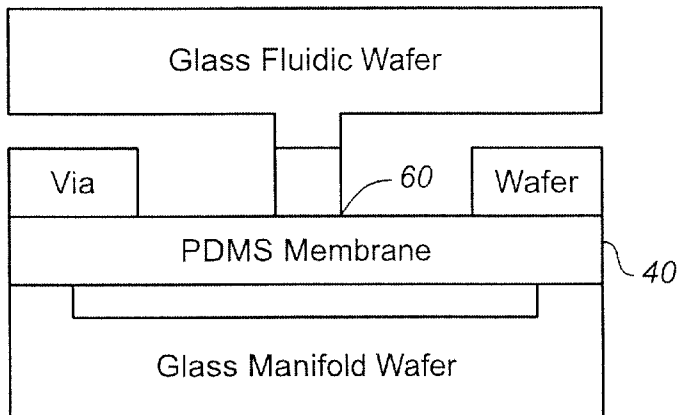 Glass Fluidic Wafer
Via
60
Wafer
PDMS Membrane
40
Glass Manifold Wafer